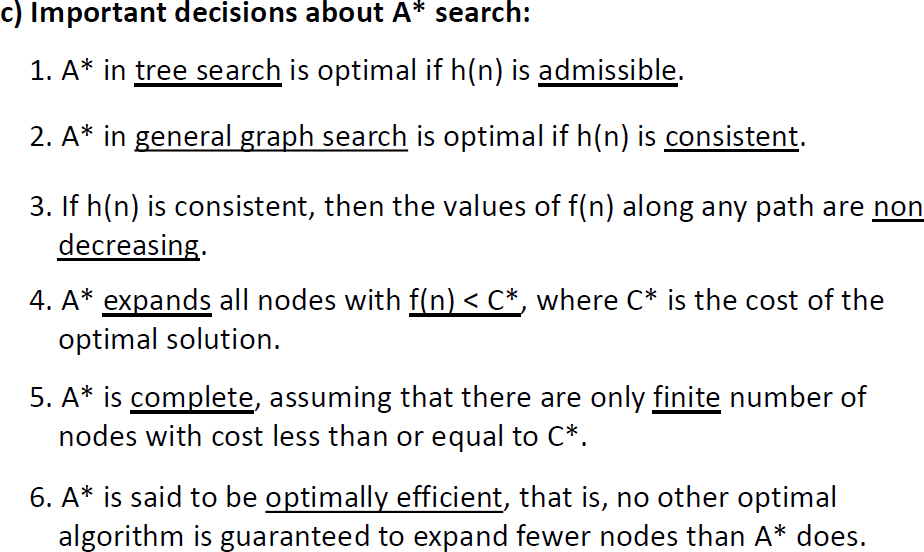 c) Important decisions about A* search:
1. A* in tree search is optimal if h(n) is admissible.
2. A* in general graph search is optimal if h(n) is consistent.
3. If h(n) is consistent, then the values of f(n) along any path are non
decreasing.
4. A* expands all nodes with f(n) < C*, where C* is the cost of the
optimal solution.
5. A* is complete, assuming that there are only finite number of
nodes with cost less than or equal to C*.
6. A* is said to be optimally efficient, that is, no other optimal
algorithm is guaranteed to expand fewer nodes than A* does.